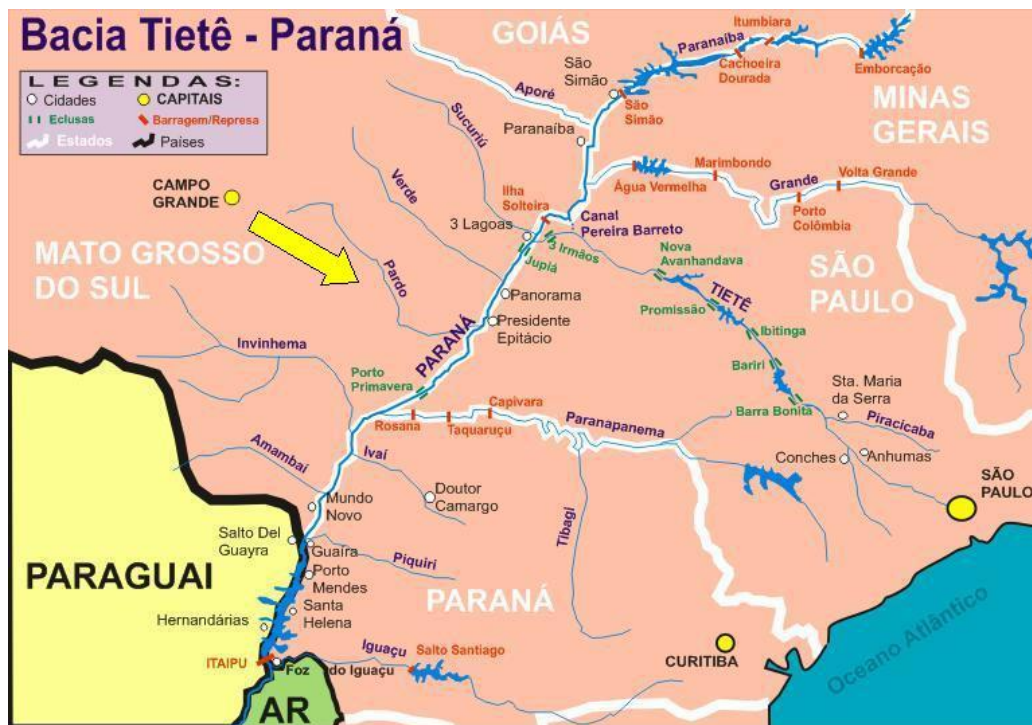 Bacia Tietê - Paraná
LEGENDAS:
Cidades
CAPITAIS
Eclusas
Barragem/Represa
Estados
Países
GOIÁS
Itumbiara
Paranaíba
São
Simão
Cachoeira
Dourada
Emborcação
Aporé
São
Simão
MINAS
GERAIS
Sucuriú
Paranaíba
Marimbondo
Volta Grande
Água Vermelha
Grande
Verde
Ilha
Solteira
Porto
Colômbia
CAMPO
GRANDE
Canal
Pereira Barreto
3 Lagoas
3 Irmãos
Jupiá
Nova
Avanhandava
MATO GROSSO
DO SUL
SÃO
PAULO
Pardo
Panorama
TIETÊ
Promissão
Presidente
Epitácio
Ibitinga
Invinhema
PARANÁ
Bariri
Porto
Primavera
Sta. Maria
da Serra
Capivara
Barra Bonita
Rosana
Taquaruçu
Paranapanema
Piracicaba
Amambai
Ivaí
Conches
Anhumas
Doutor
Camargo
SÃO
PAULO
Mundo
Novo
Tibagi
Salto Del
Guayra
Guaíra
Piquiri
PARAGUAI
Porto
Mendes
PARANÁ
Santa
Helena
Hernandárias
Oceano Atlântico
Iguaçu
Salto Santiago
CURITIBA
ITAIPU
Foz do Iguaçu
AR